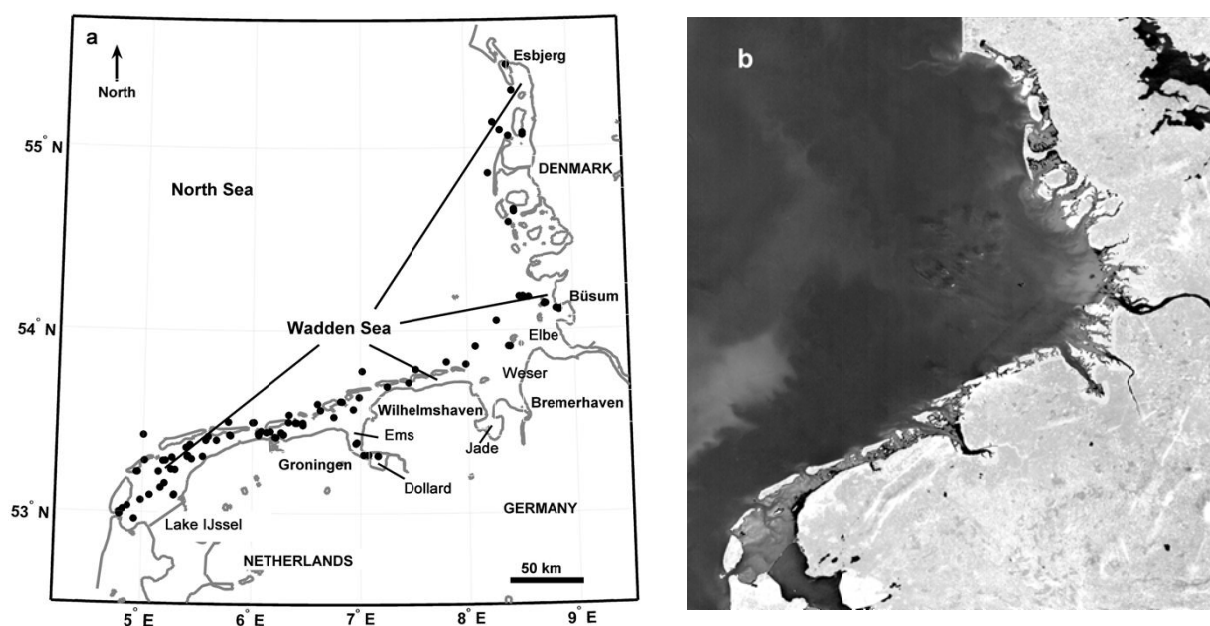 a
North
Esbjerg
55° N
North Sea
DENMARK
Büsum
54° N
Wadden Sea
Elbe
Weser
Wilhelmshaven
Bremerhaven
Ems
Jade
Groningen
Dollard
53° N
Lake IJssel
GERMANY
NETHERLANDS
50 km
5° E
6° E
7° E
8° E
9° E
b